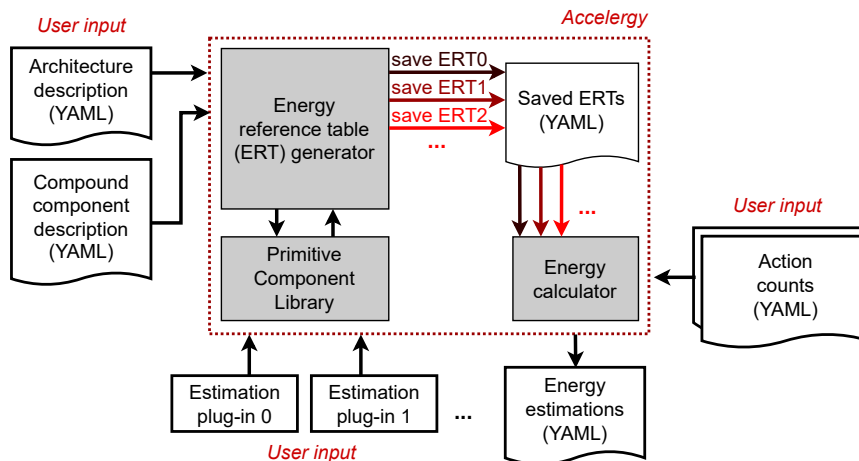 User input
Accelergy
Architecture
description
(YAML)
Compound
component
description
(YAML)
Energy
reference table
(ERT) generator
save ERT0
save ERT1
save ERT2
...
Saved ERTs
(YAML)
...
Primitive
Component
Library
Energy
calculator
User input
Action
counts
(YAML)
Estimation
plug-in 0
Estimation
plug-in 1
...
User input
Energy
estimations
(YAML)